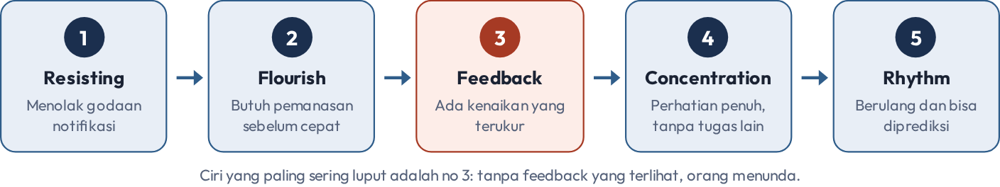 1
Resisting
Menolak godaan
notifikasi
2
Flourish
Butuh pemanasan
sebelum cepat
3
Feedback
Ada kenaikan yang
terukur
4
Concentration
Perhatian penuh,
tanpa tugas lain
5
Rhythm
Berulang dan bisa
diprediksi
Ciri yang paling sering luput adalah no 3: tanpa feedback yang terlihat, orang menunda.